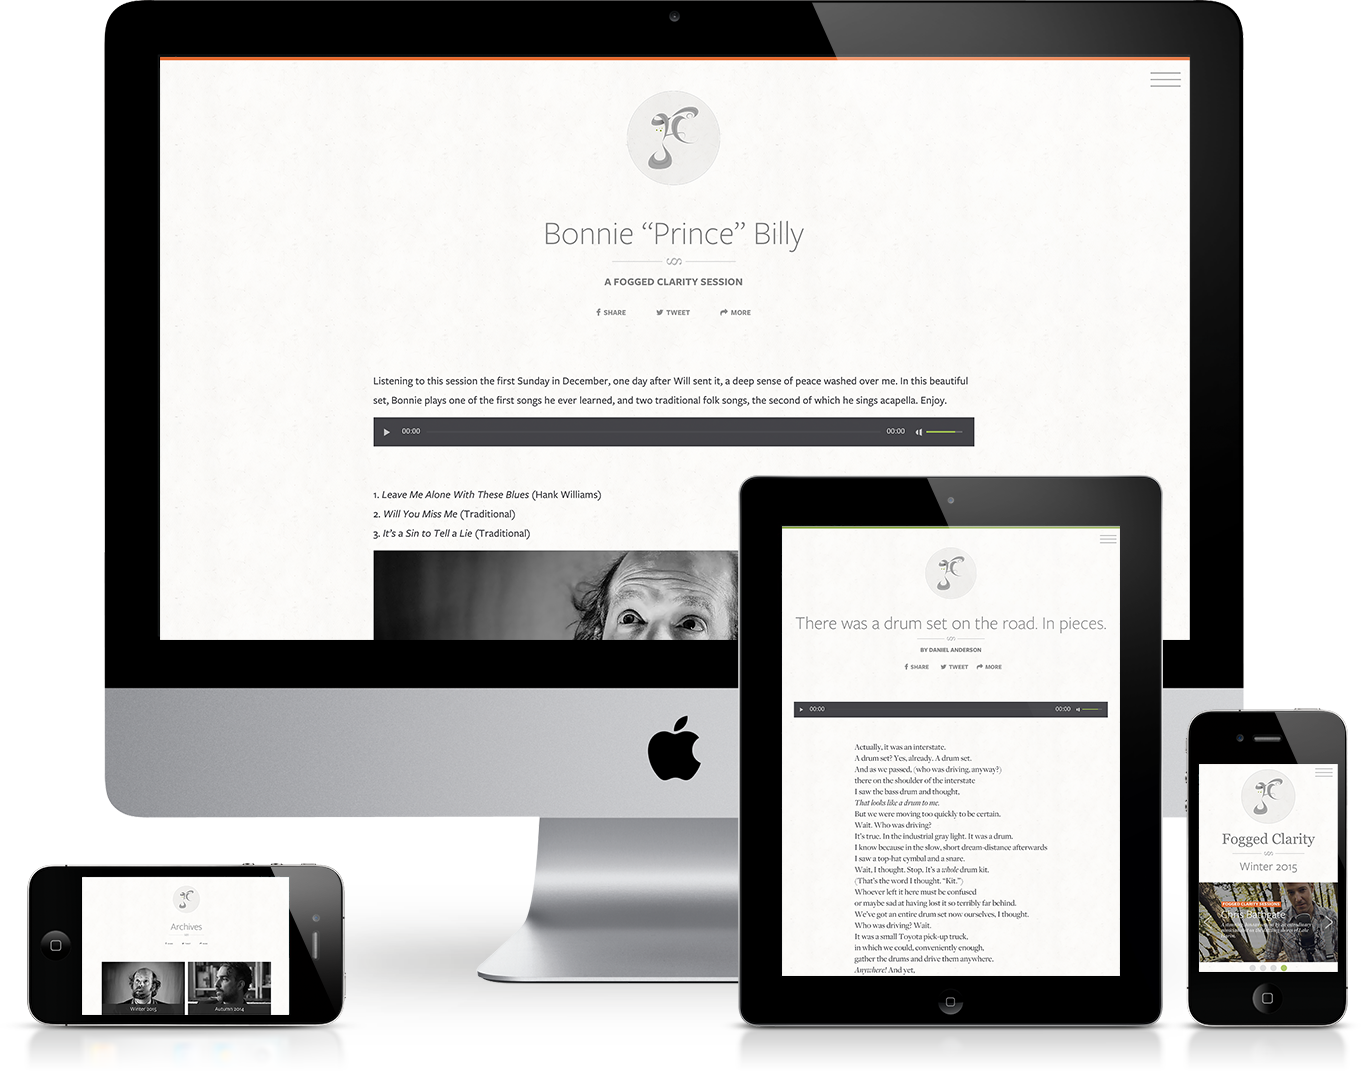 Bonnie “Prince” Billy
A FOGGED CLARITY SESSION
SHARE TWEET MORE
Listening to this session the first Sunday in December, one day after Will sent it, a deep sense of peace washed over me. In this beautiful
set, Bonnie plays one of the first songs he ever learned, and two traditional folk songs, the second of which he sings acapella. Enjoy.
00:00 00:00
1. Leave Me Alone With These Blues (Hank Williams)
2. Will You Miss Me (Traditional)
3. It's a Sin to Tell a Lie (Traditional)
There was a drum set on the road. In pieces.
BY DANIEL ANDERSON
SHARE TWEET MORE
00:00 00:00
Actually, it was an interstate.
A drum set? Yes, already. A drum set.
And as we passed, (who was driving, anyway?)
there on the shoulder of the interstate
I saw the bass drum and thought,
That looks like a drum to me.
But we were moving too quickly to be certain.
Wait. Who was driving?
It's true. In the industrial gray light. It was a drum.
I know because in the slow, short dream-distance afterwards
I saw a top-hat cymbal and a snare.
Wait, I thought. Stop. It's a whole drum kit.
(That's the word I thought. “Kit.”)
Whoever left it here must be confused
or maybe sad at having lost it so terribly far behind.
We've got an entire drum set now ourselves, I thought.
Who was driving? Wait.
It was a small Toyota pick-up truck,
in which we could, conveniently enough,
gather the drums and drive them anywhere.
Anywhere! And yet,
Archives
Winter 2015
Autumn 2014
Fogged Clarity
Winter 2015
FOGGED CLARITY SESSIONS
Chris Bathgate